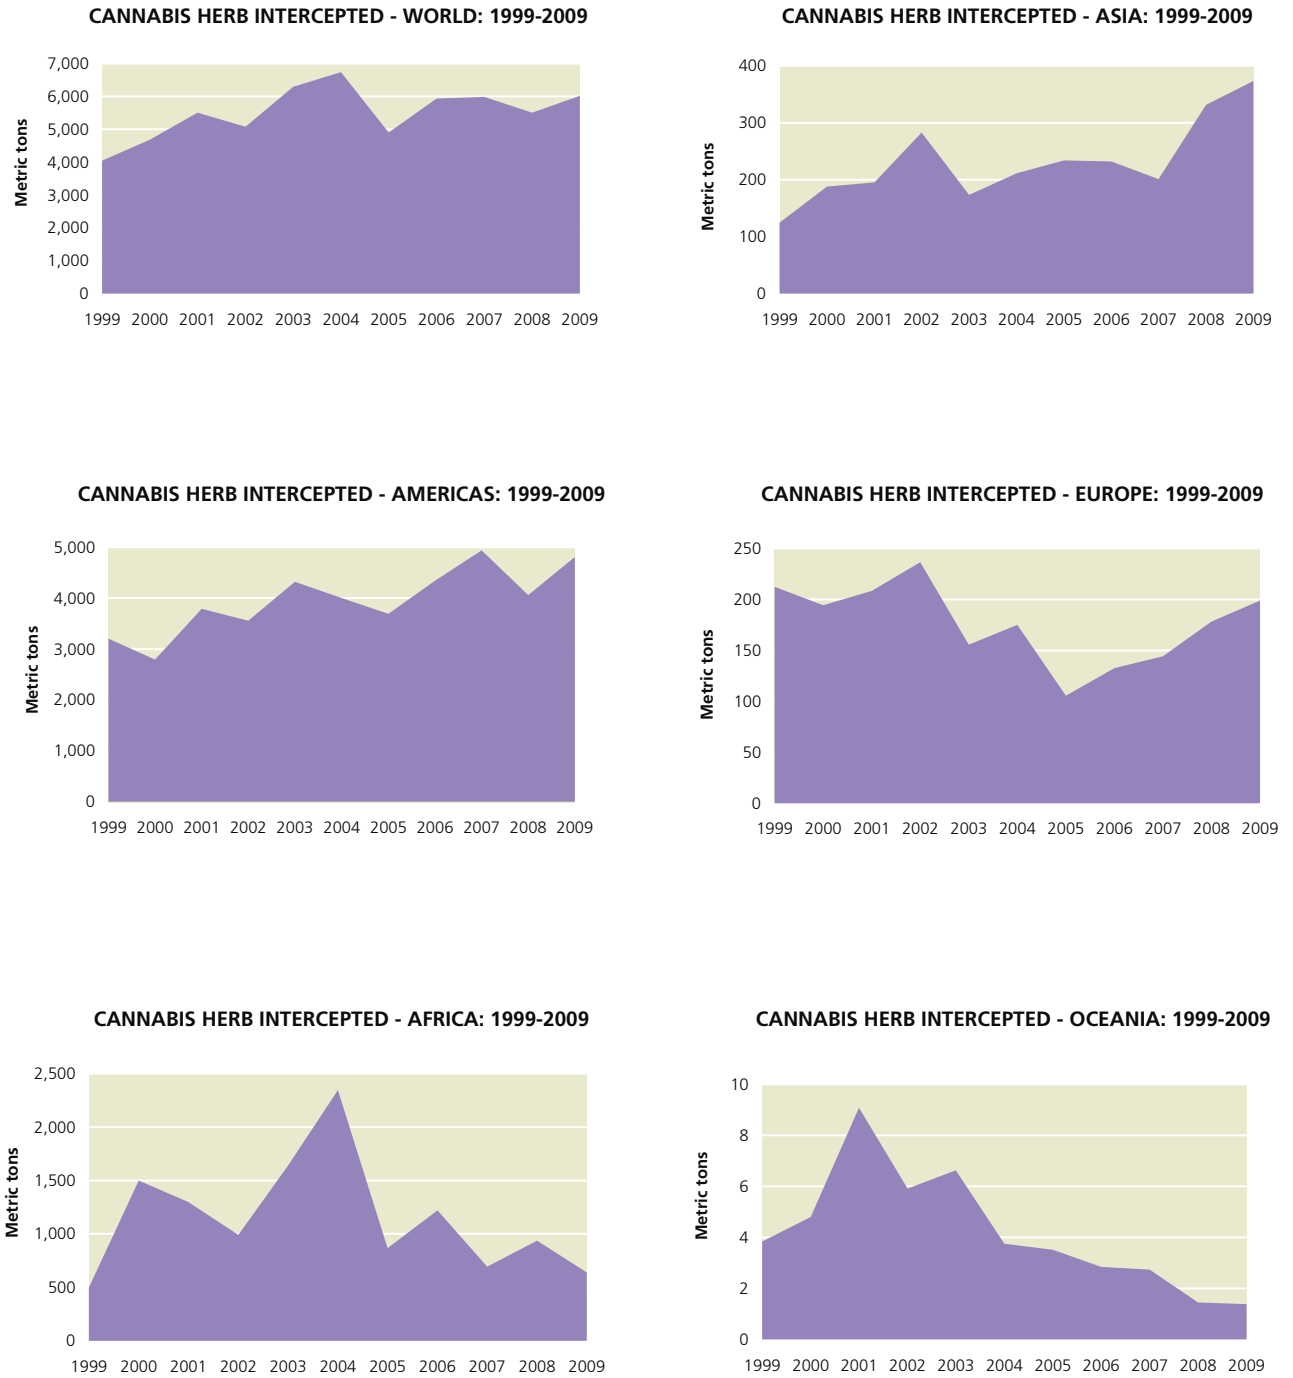 CANNABIS HERB INTERCEPTED - WORLD: 1999-2009
Metric tons
7,000
6,000
5,000
4,000
3,000
2,000
1,000
0
1999 2000 2001 2002 2003 2004 2005 2006 2007 2008 2009
CANNABIS HERB INTERCEPTED - ASIA: 1999-2009
Metric tons
400
300
200
100
0
1999 2000 2001 2002 2003 2004 2005 2006 2007 2008 2009
CANNABIS HERB INTERCEPTED - AMERICAS: 1999-2009
Metric tons
5,000
4,000
3,000
2,000
1,000
0
1999 2000 2001 2002 2003 2004 2005 2006 2007 2008 2009
CANNABIS HERB INTERCEPTED - EUROPE: 1999-2009
Metric tons
250
200
150
100
50
0
1999 2000 2001 2002 2003 2004 2005 2006 2007 2008 2009
CANNABIS HERB INTERCEPTED - AFRICA: 1999-2009
Metric tons
2,500
2,000
1,500
1,000
500
0
1999 2000 2001 2002 2003 2004 2005 2006 2007 2008 2009
CANNABIS HERB INTERCEPTED - OCEANIA: 1999-2009
Metric tons
10
8
6
4
2
0
1999 2000 2001 2002 2003 2004 2005 2006 2007 2008 2009